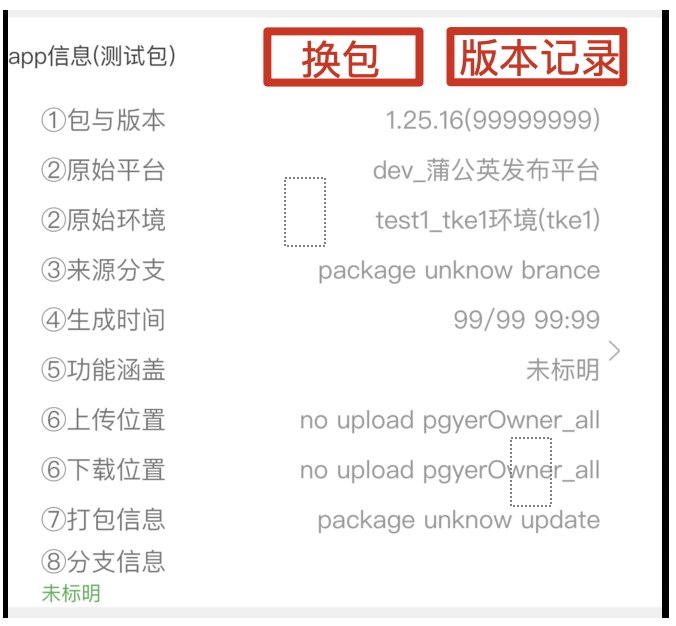 app信息(测试包) 换包 版本记录
①包与版本 1.25.16(99999999)
②原始平台 dev_蒲公英发布平台
②原始环境 test1_tke1环境(tke1)
③来源分支 package unknow brance
④生成时间 99/99 99:99
⑤功能涵盖 未标明
⑥上传位置 no upload pgyerOwner_all
⑥下载位置 no upload pgyerOwner_all
⑦打包信息 package unknow update
⑧分支信息
未标明